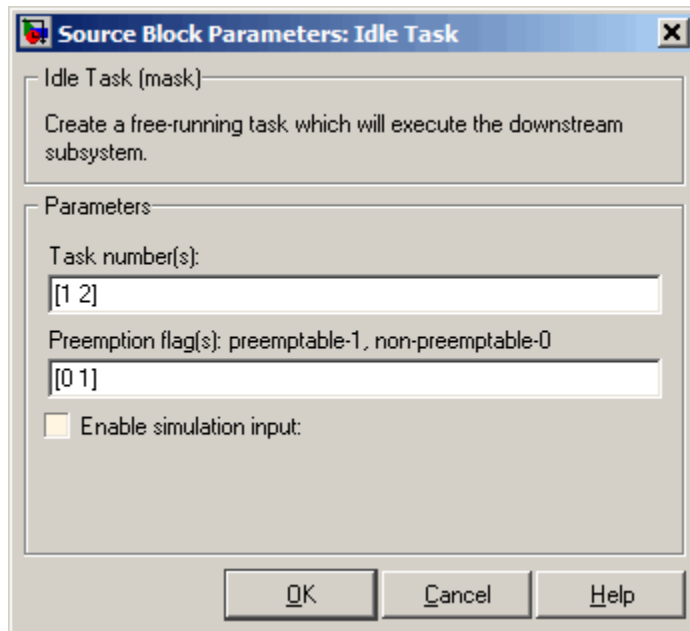 Source Block Parameters: Idle Task
Idle Task (mask)
Create a free-running task which will execute the downstream
subsystem.
Parameters
Task number(s):
[1 2]
Preemption flag(s): preemptable-1, non-preemptable-0
[0 1]
Enable simulation input:
OK Cancel Help